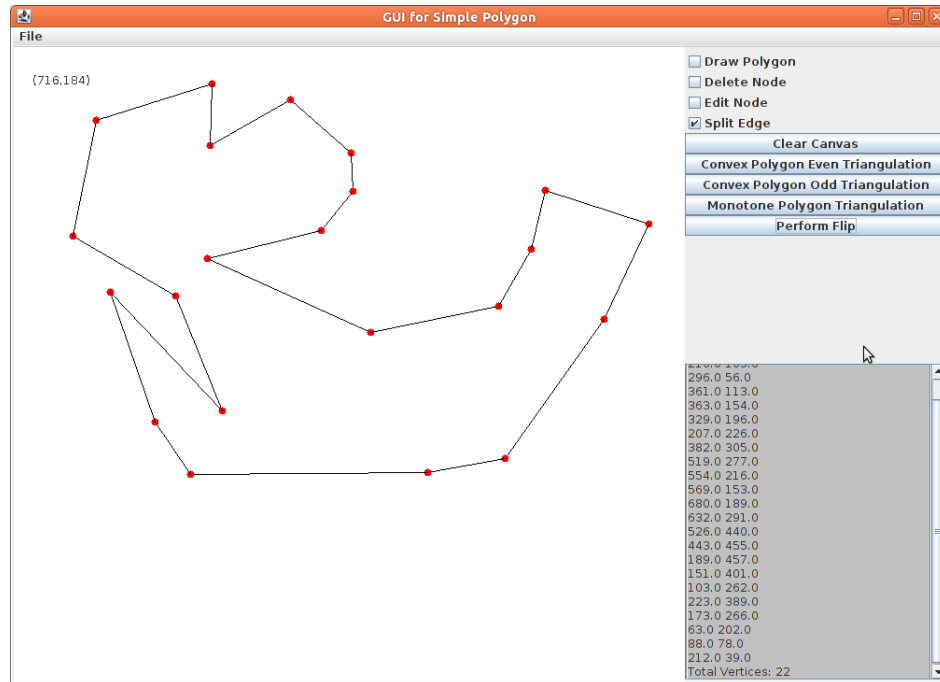 GUI for Simple Polygon
File
(716,184)
Draw Polygon
Delete Node
Edit Node
Split Edge
Clear Canvas
Convex Polygon Even Triangulation
Convex Polygon Odd Triangulation
Monotone Polygon Triangulation
Perform Flip
296.0 56.0
361.0 113.0
363.0 154.0
329.0 196.0
207.0 226.0
382.0 305.0
519.0 277.0
554.0 216.0
569.0 153.0
680.0 189.0
632.0 291.0
526.0 440.0
443.0 455.0
189.0 457.0
151.0 401.0
103.0 262.0
223.0 389.0
173.0 266.0
63.0 202.0
88.0 78.0
212.0 39.0
Total Vertices: 22